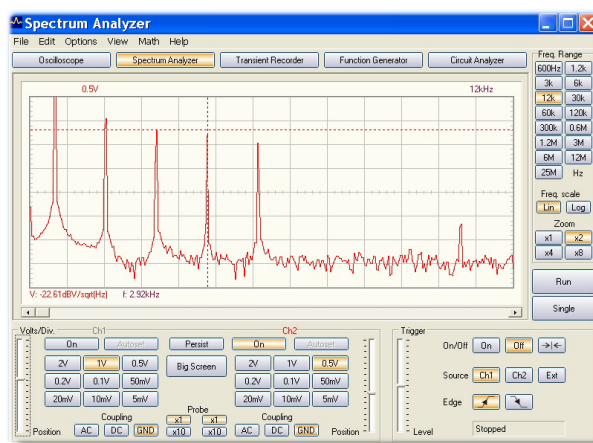 Spectrum Analyzer
File Edit Options View Math Help
Oscilloscope Spectrum Analyzer Transient Recorder Function Generator Circuit Analyzer
0.5V 12kHz
V: -22.61dBV/sqrt(Hz) f: 2.92kHz
Freq. Range
600Hz 1.2k
3k 6k
12k 30k
60k 120k
300k 0.6M
1.2M 3M
6M 12M
25M Hz
Freq. scale
Lin Log
Zoom
x1 x2
x4 x8
Run
Single
Volts/Div. Ch1 Ch2
On Autoset Persist On Autoset
2V 1V 0.5V Big Screen 2V 1V 0.5V
0.2V 0.1V 50mV 0.2V 0.1V 50mV
20mV 10mV 5mV 20mV 10mV 5mV
Coupling Probe Coupling
x1 x1
Position AC DC GND x10 x10 AC DC GND Position
Trigger
On/Off On Off
Source Ch1 Ch2 Ext
Edge
Level Stopped